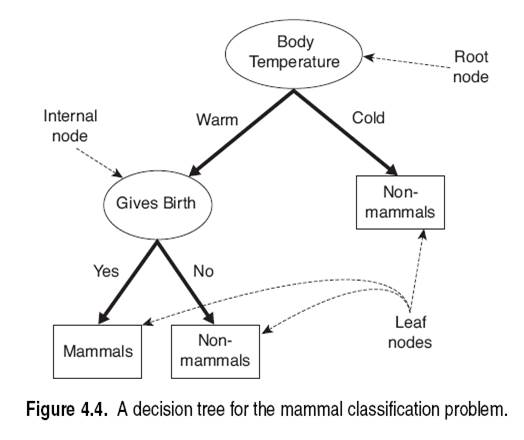 Body
Temperature
Root
node
Internal
node
Warm
Cold
Gives Birth
Non-
mammals
Yes
No
Mammals
Non-
mammals
Leaf
nodes
Figure 4.4. A decision tree for the mammal classification problem.